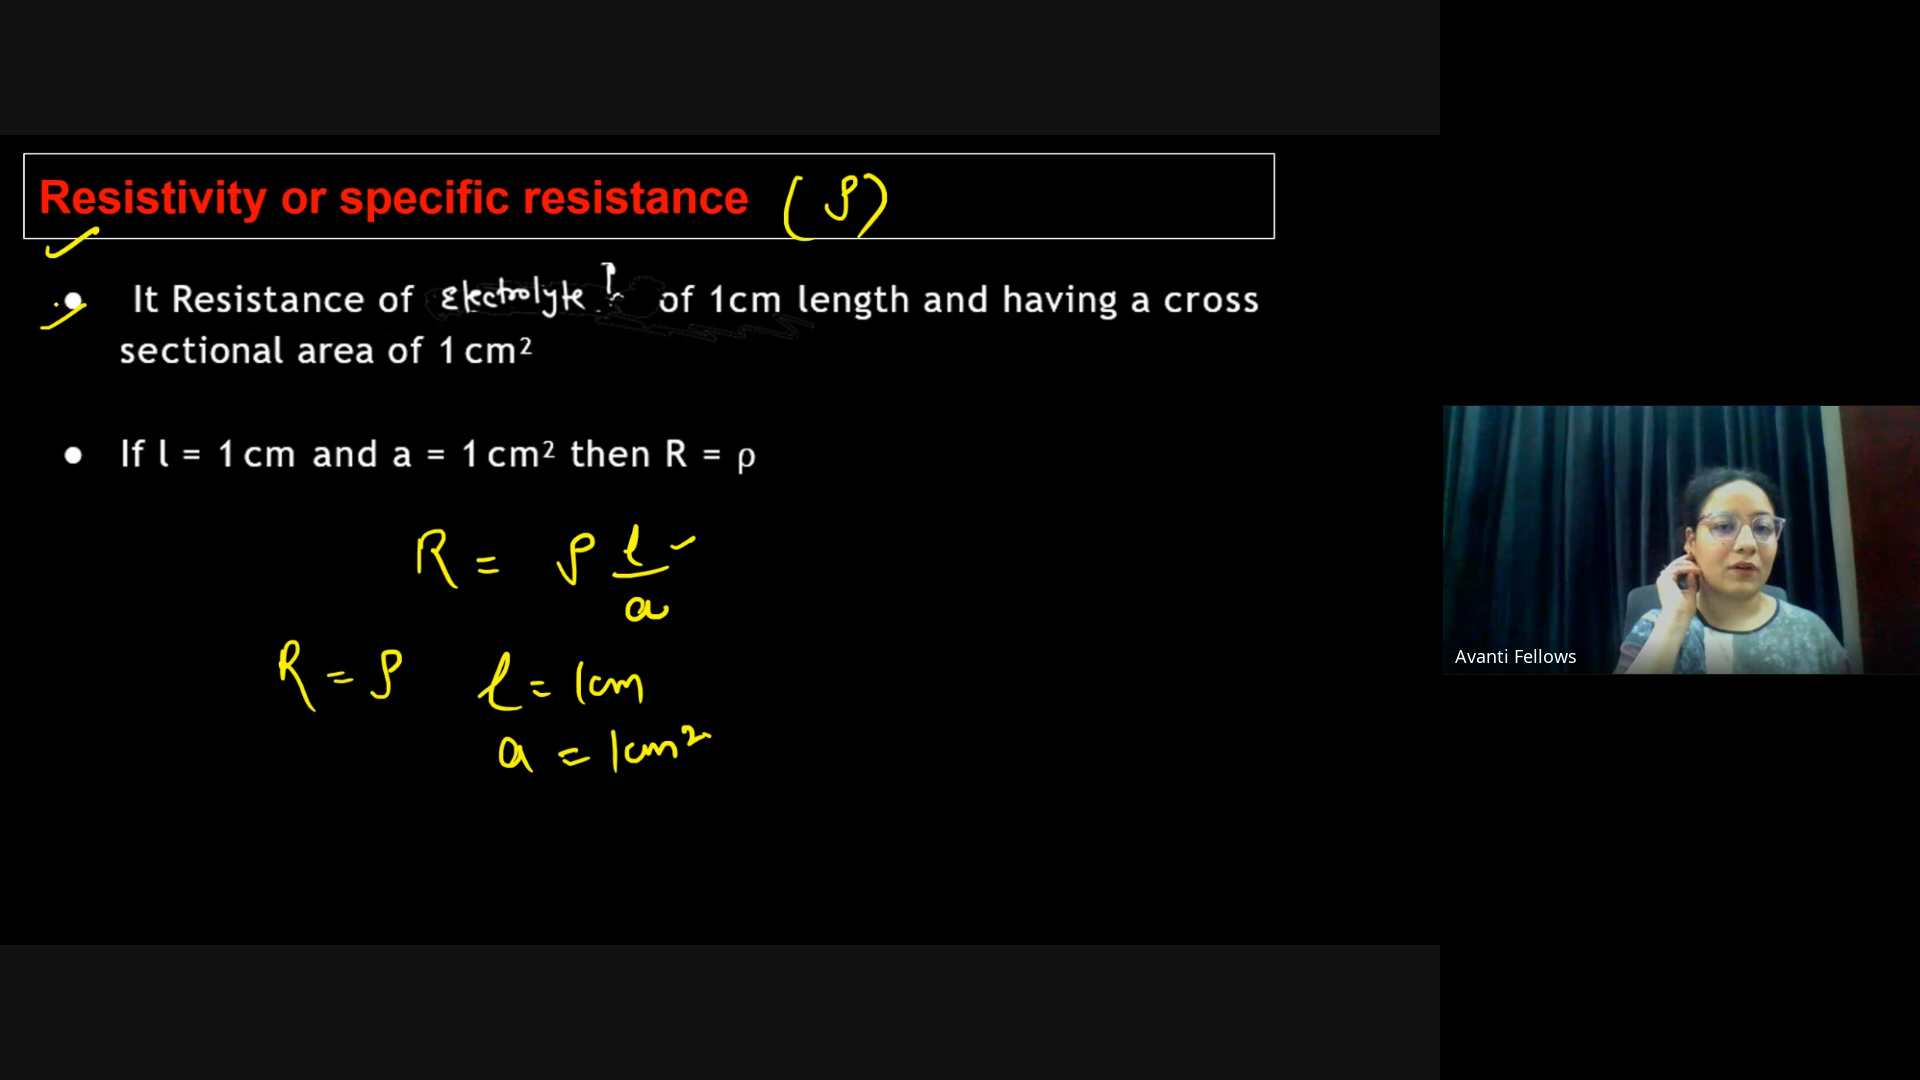 Resistivity or specific resistance (ρ)
It Resistance of Electrolyte of 1cm length and having a cross
sectional area of 1 cm²
If l = 1 cm and a = 1 cm² then R = ρ
R = ρ l/a
R = ρ l = 1cm
a = 1cm²
Avanti Fellows